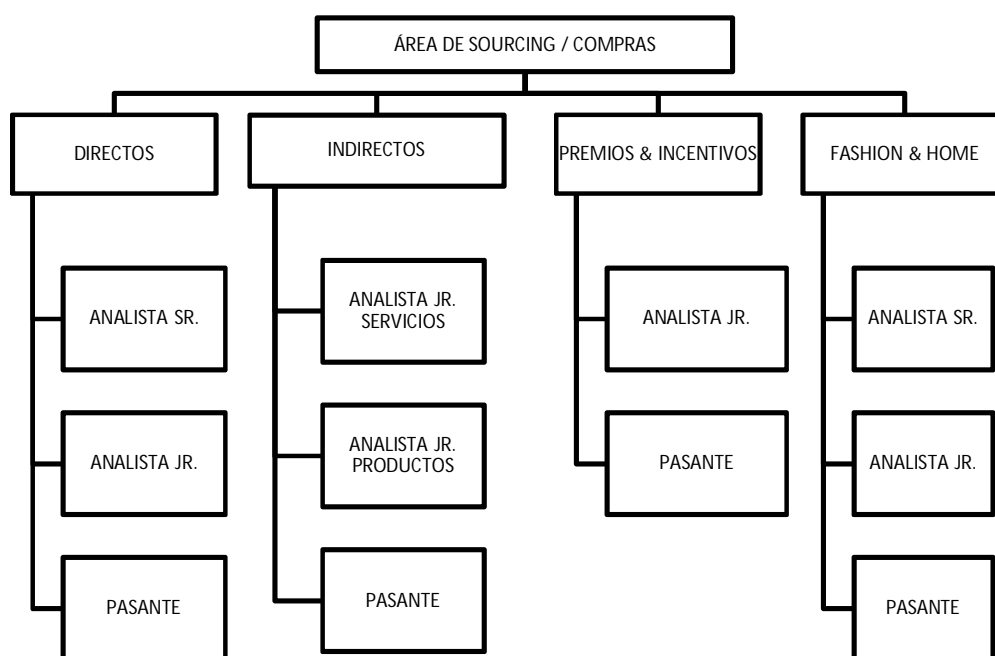 ÁREA DE SOURCING / COMPRAS
DIRECTOS
INDIRECTOS
PREMIOS & INCENTIVOS
FASHION & HOME
ANALISTA SR.
ANALISTA JR.
SERVICIOS
ANALISTA JR.
ANALISTA SR.
ANALISTA JR.
ANALISTA JR.
PRODUCTOS
PASANTE
ANALISTA JR.
PASANTE
PASANTE
PASANTE